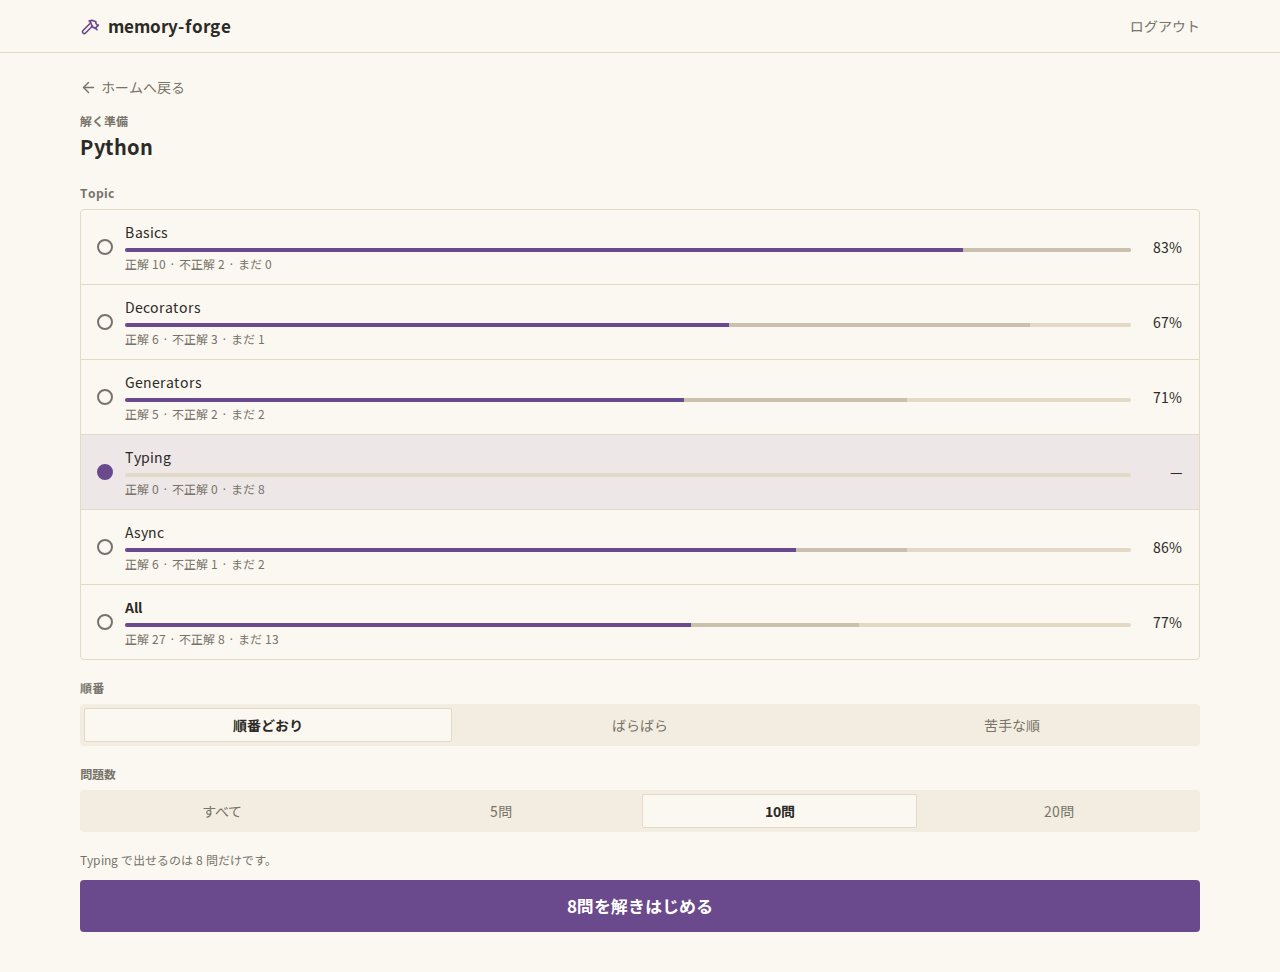 memory-forge
ログアウト
ホームへ戻る
解く準備
Python
Topic
Basics
83%
正解 10 · 不正解 2 · まだ 0
Decorators
67%
正解 6 · 不正解 3 · まだ 1
Generators
71%
正解 5 · 不正解 2 · まだ 2
Typing
—
正解 0 · 不正解 0 · まだ 8
Async
86%
正解 6 · 不正解 1 · まだ 2
All
77%
正解 27 · 不正解 8 · まだ 13
順番
順番どおり ばらばら 苦手な順
問題数
すべて 5問 10問 20問
Typing で出せるのは 8 問だけです。
8問を解きはじめる